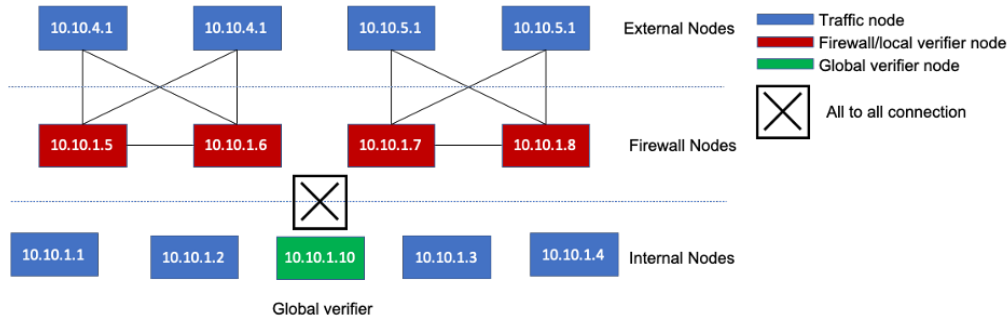 10.10.4.1
10.10.4.1
10.10.5.1
10.10.5.1
External Nodes
Traffic node
Firewall/local verifier node
Global verifier node
All to all connection
10.10.1.5
10.10.1.6
10.10.1.7
10.10.1.8
Firewall Nodes
10.10.1.1
10.10.1.2
10.10.1.10
10.10.1.3
10.10.1.4
Internal Nodes
Global verifier